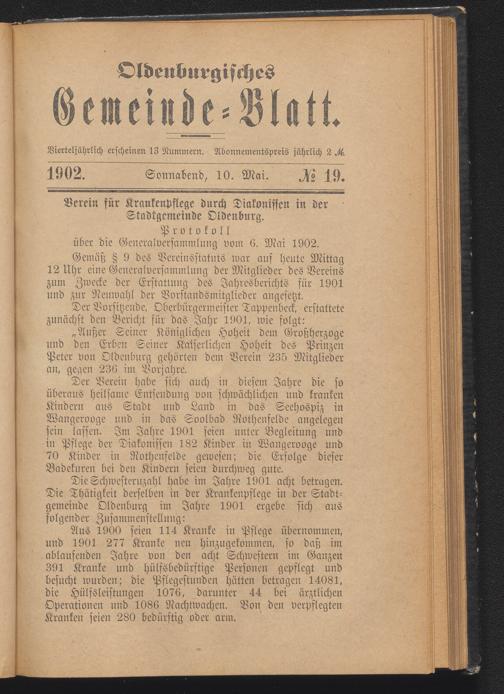 Oldenburgisches
Gemeinde-Blatt.
Vierteljährlich erscheinen 13 Nummern. Abonnementspreis jährlich 2 ℳ.
1902. Sonnabend, 10. Mai. № 19.
Verein für Krankenpflege durch Diakonissen in der
Stadtgemeinde Oldenburg.
Protokoll
über die Generalversammlung vom 6. Mai 1902.
Gemäß § 9 des Vereinsstatuts war auf heute Mittag
12 Uhr eine Generalversammlung der Mitglieder des Vereins
zum Zwecke der Erstattung des Jahresberichts für 1901
und zur Neuwahl der Vorstandsmitglieder angesetzt.
Der Vorsitzende, Oberbürgermeister Tappenbeck, erstattete
zunächst den Bericht für das Jahr 1901, wie folgt:
„Außer Seiner Königlichen Hoheit dem Großherzoge
und den Erben Seiner Kaiserlichen Hoheit des Prinzen
Peter von Oldenburg gehörten dem Verein 235 Mitglieder
an, gegen 236 im Vorjahre.
Der Verein habe sich auch in diesem Jahre die so
überaus heilsame Entsendung von schwächlichen und kranken
Kindern aus Stadt und Land in das Seehospiz in
Wangerooge und in das Soolbad Rothenfelde angelegen
sein lassen. Im Jahre 1901 seien unter Begleitung und
in Pflege der Diakonissen 182 Kinder in Wangerooge und
70 Kinder in Rothenfelde gewesen; die Erfolge dieser
Badekuren bei den Kindern seien durchweg gute.
Die Schwesternzahl habe im Jahre 1901 acht betragen.
Die Thätigkeit derselben in der Krankenpflege in der Stadt-
gemeinde Oldenburg im Jahre 1901 ergebe sich aus
folgender Zusammenstellung:
Aus 1900 seien 114 Kranke in Pflege übernommen,
und 1901 277 Kranke neu hinzugekommen, so daß im
ablaufenden Jahre von den acht Schwestern im Ganzen
391 Kranke und hülfsbedürftige Personen gepflegt und
besucht wurden; die Pflegestunden hätten betragen 14081,
die Hülfsleistungen 1076, darunter 44 bei ärztlichen
Operationen und 1086 Nachtwachen. Von den verpflegten
Kranken seien 280 bedürftig oder arm.